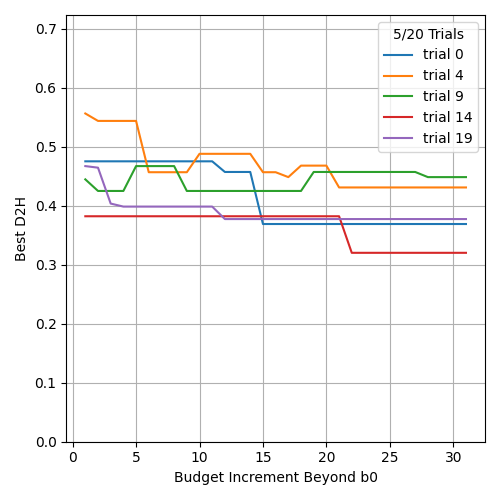 5/20 Trials
trial 0
trial 4
trial 9
trial 14
trial 19
0.7
0.6
0.5
0.4
0.3
0.2
0.1
0.0
Best D2H
0 5 10 15 20 25 30
Budget Increment Beyond b0